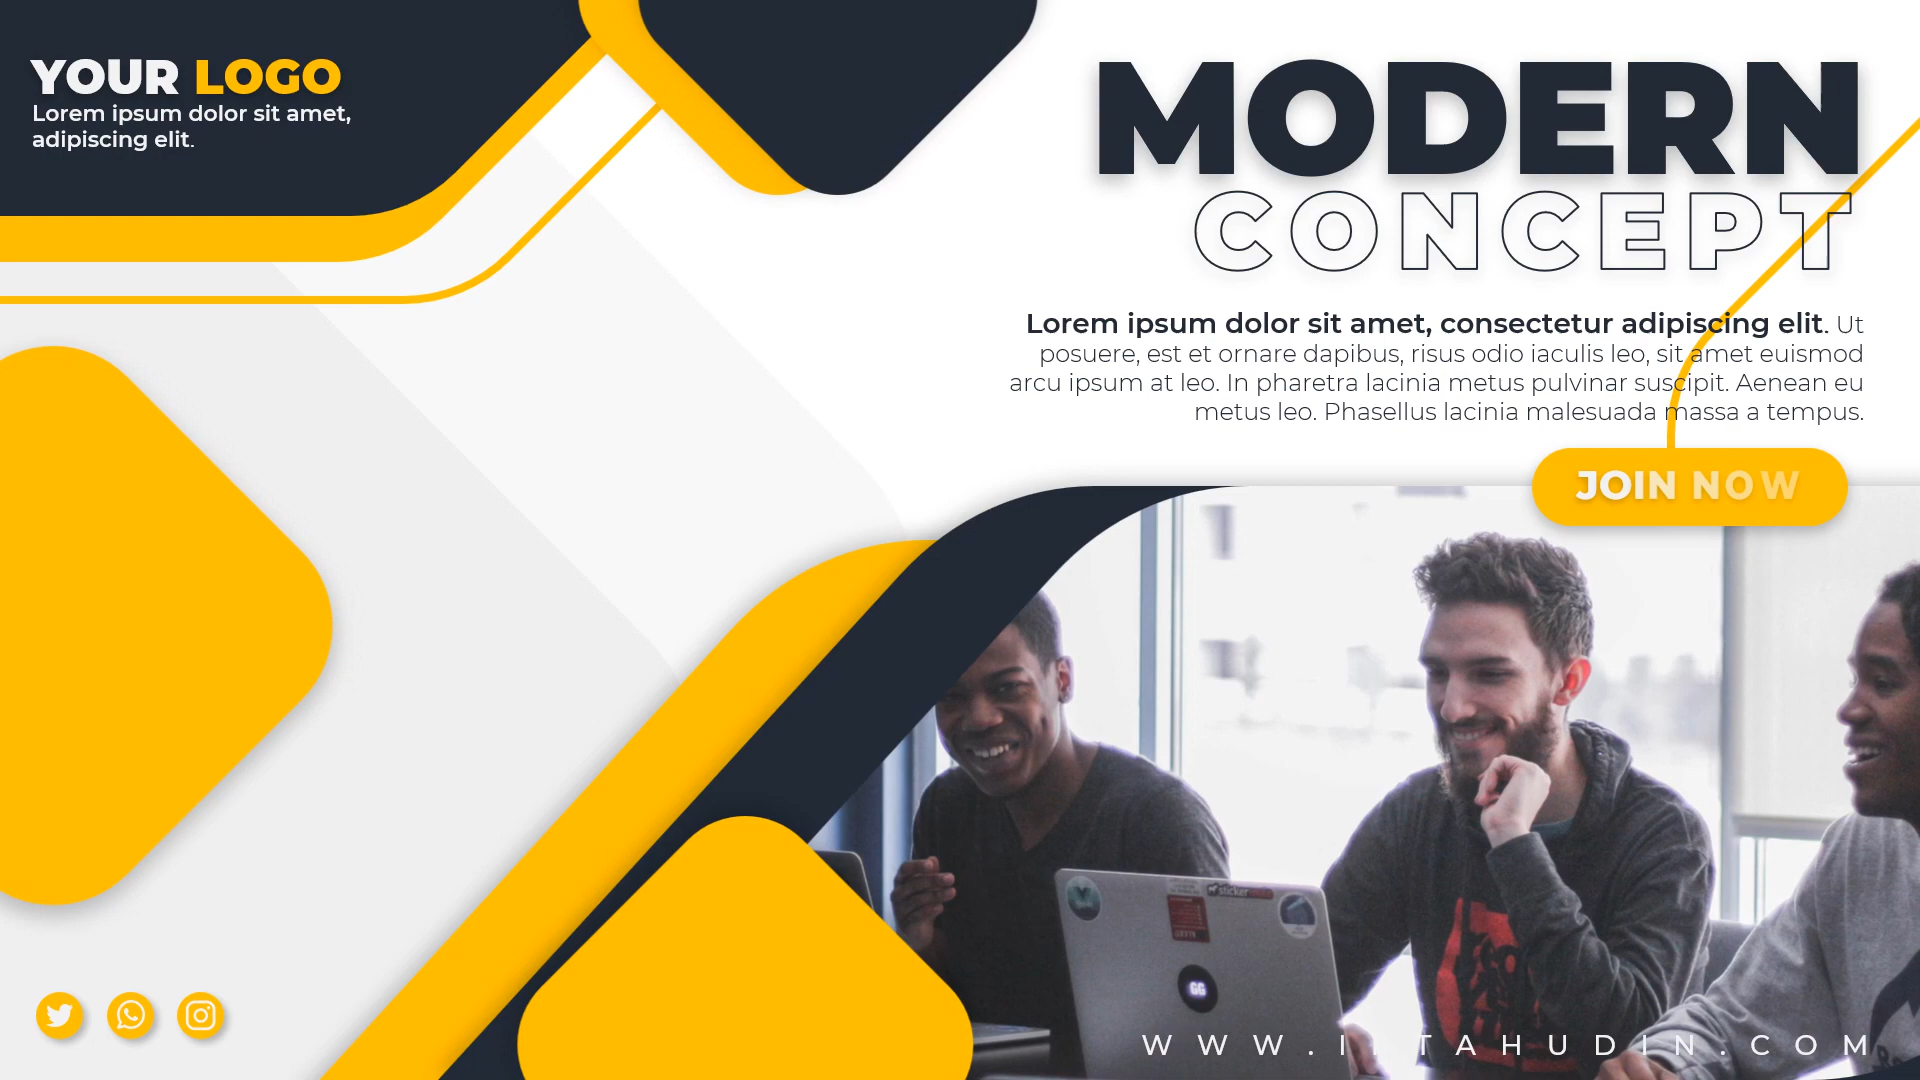 YOUR LOGO
Lorem ipsum dolor sit amet,
adipiscing elit.
MODERN
CONCEPT
Lorem ipsum dolor sit amet, consectetur adipiscing elit. Ut
posuere, est et ornare dapibus, risus odio iaculis leo, sit amet euismod
arcu ipsum at leo. In pharetra lacinia metus pulvinar suscipit. Aenean eu
metus leo. Phasellus lacinia malesuada massa a tempus.
JOIN NOW
GG